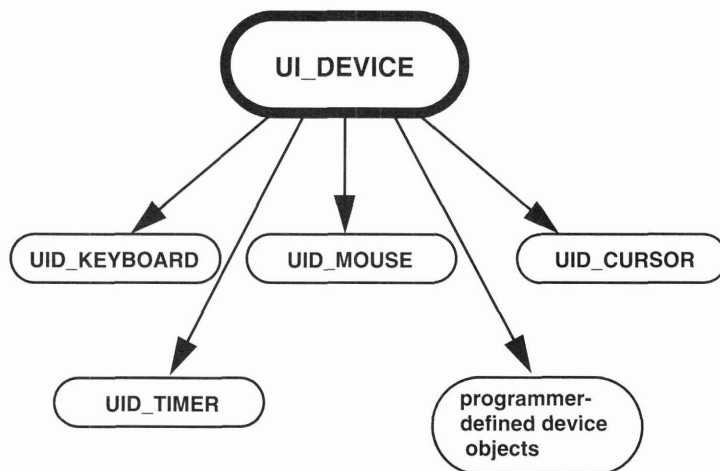 UI_DEVICE
UID_KEYBOARD
UID_MOUSE
UID_CURSOR
UID_TIMER
programmer-
defined device
objects